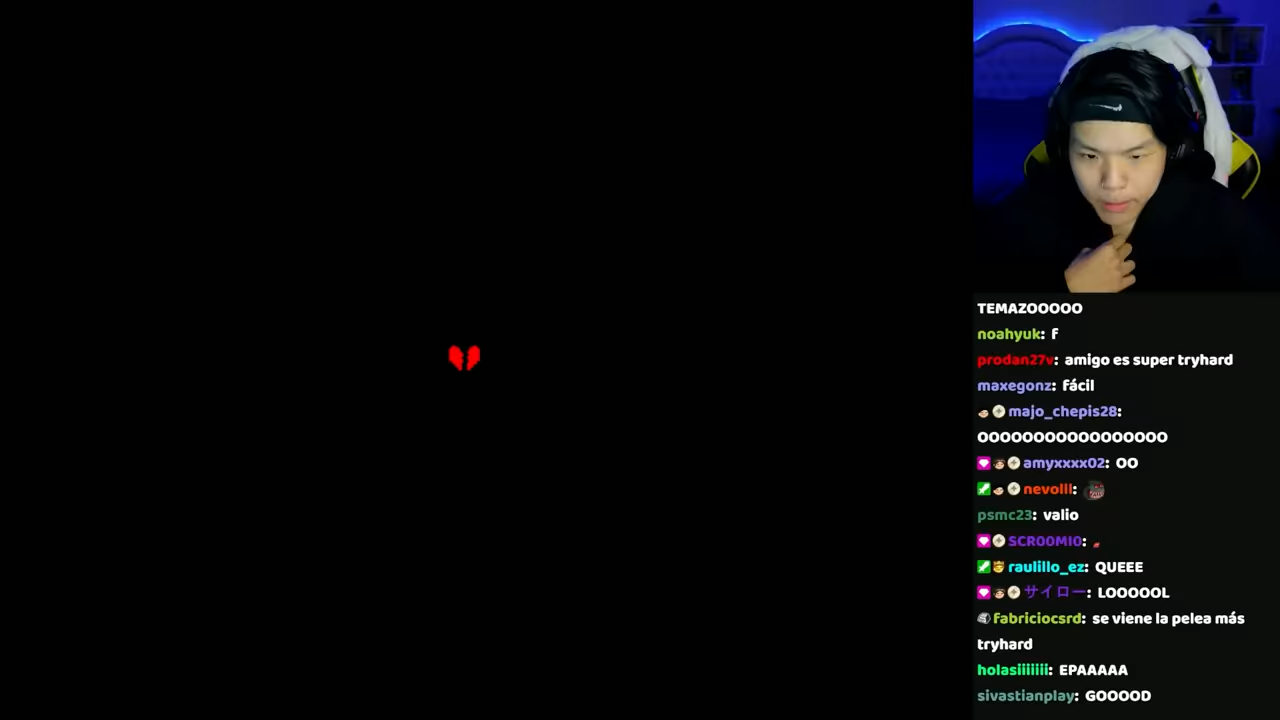 TEMAZOOOOO
noahyuk: f
prodan27v: amigo es super tryhard
maxegonz: fácil
majo_chepis28:
OOOOOOOOOOOOOOOOO
amyxxxx02: OO
nevolll:
psmc23: valio
SCR00MI0:
raulillo_ez: QUEEE
サイロー: LOOOOOL
fabriciocsrd: se viene la pelea más
tryhard
holasiiiiiii: EPAAAAA
sivastianplay: GOOOOD